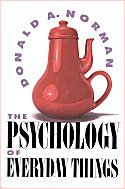 DONALD A. NORMAN
THE
PSYCHOLOGY
OF
EVERYDAY THINGS